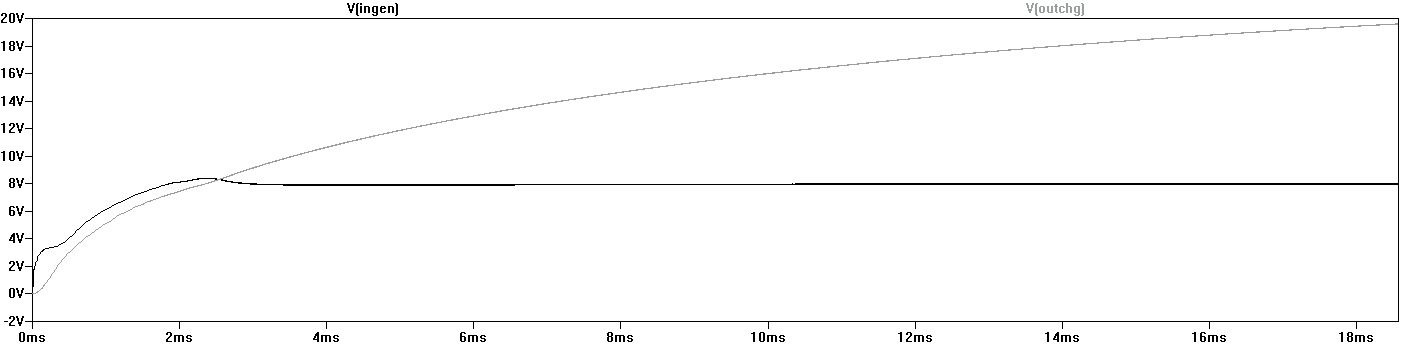 V(ingen) V(outchg)
20V
18V
16V
14V
12V
10V
8V
6V
4V
2V
0V
-2V
0ms 2ms 4ms 6ms 8ms 10ms 12ms 14ms 16ms 18ms